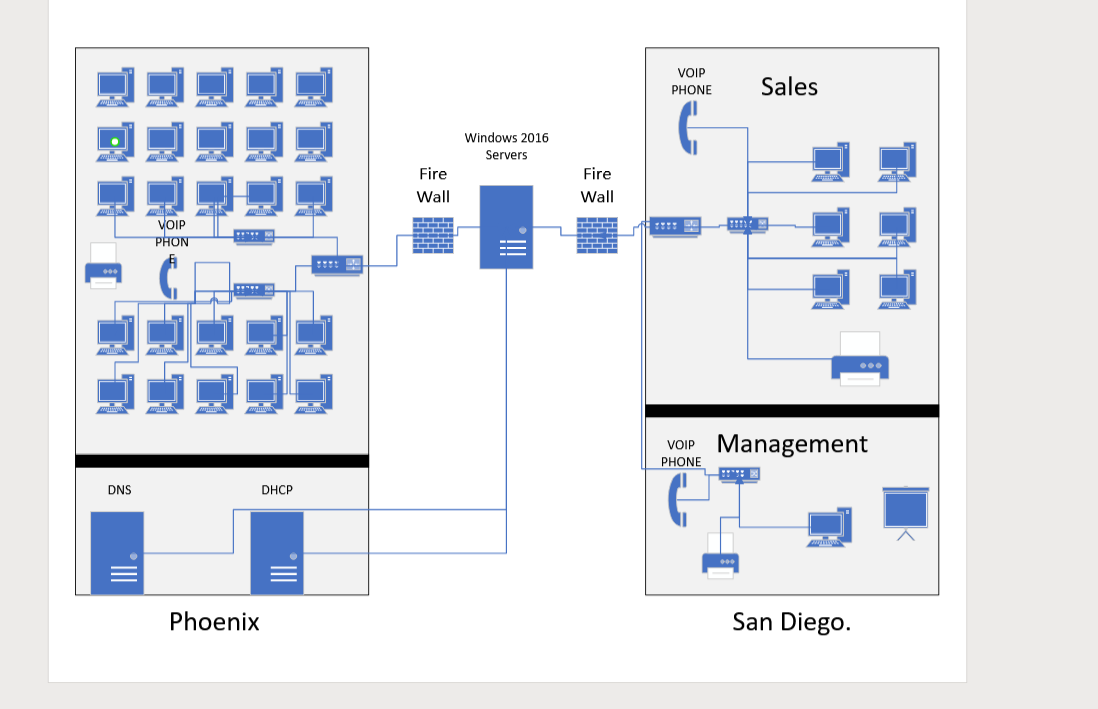 VOIP
PHONE
Sales
Windows 2016
Servers
Fire
Wall
Fire
Wall
VOIP
PHON
E
VOIP
PHONE
Management
DNS
DHCP
Phoenix
San Diego.